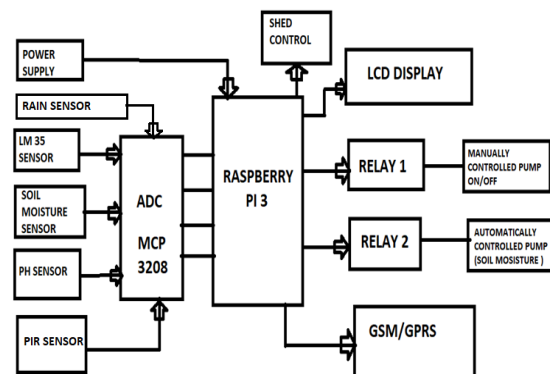 SHED
CONTROL
POWER
SUPPLY
LCD DISPLAY
RAIN SENSOR
LM 35
SENSOR
SOIL
MOISTURE
SENSOR
PH SENSOR
PIR SENSOR
ADC
MCP
3208
RASPBERRY
PI 3
RELAY 1
MANUALLY
CONTROLLED PUMP
ON/OFF
RELAY 2
AUTOMATICALLY
CONTROLLED PUMP
(SOIL MOSISTURE )
GSM/GPRS